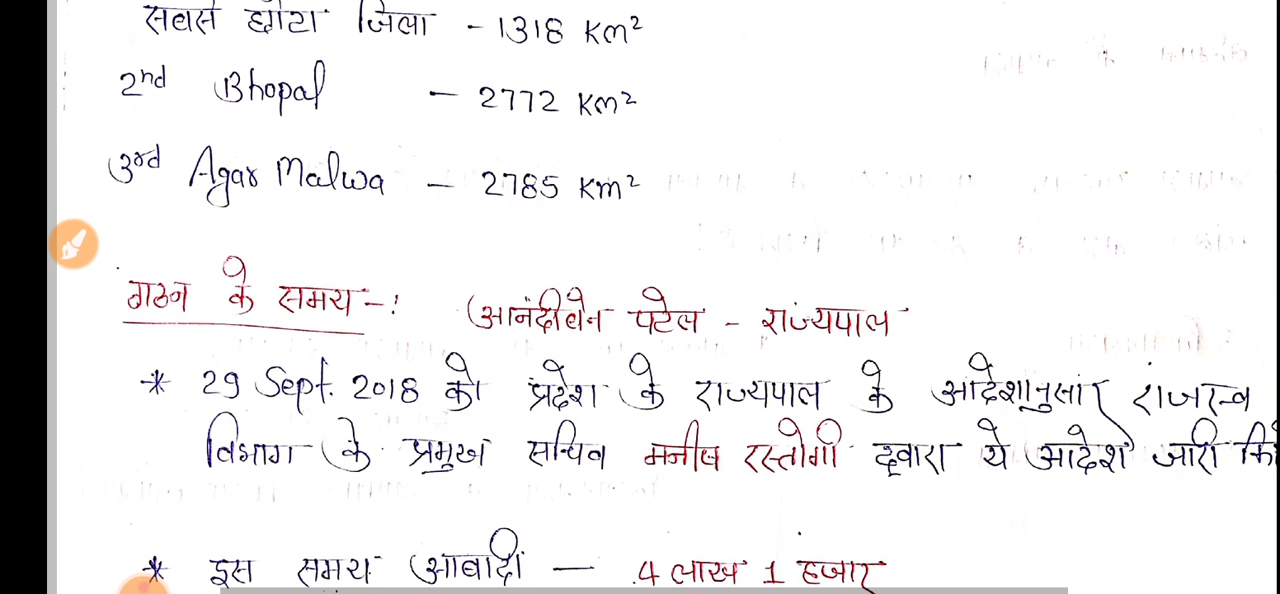 सबसे छोटा जिला - 1318 Km²
2nd Bhopal - 2772 Km²
3rd Agar Malwa - 2785 Km²
गठन के समय -: (आनंदीबेन पटेल - राज्यपाल
* 29 Sept. 2018 को प्रदेश के राज्यपाल के आदेशानुसार राजस्व
विभाग के प्रमुख सचिव मनीष रस्तोगी द्वारा ये आदेश जारी किये
* इस समय आबादी - 4 लाख 1 हजार